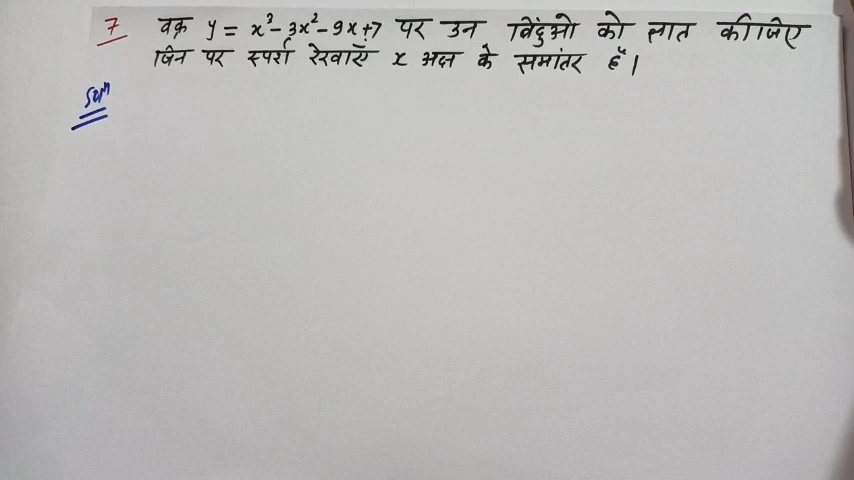 7 वक्र y = x³ - 3x² - 9x + 7 पर उन बिंदुओ को ज्ञात कीजिए
जिन पर स्पर्श रेखाएँ x अक्ष के समांतर हैं।
Solⁿ